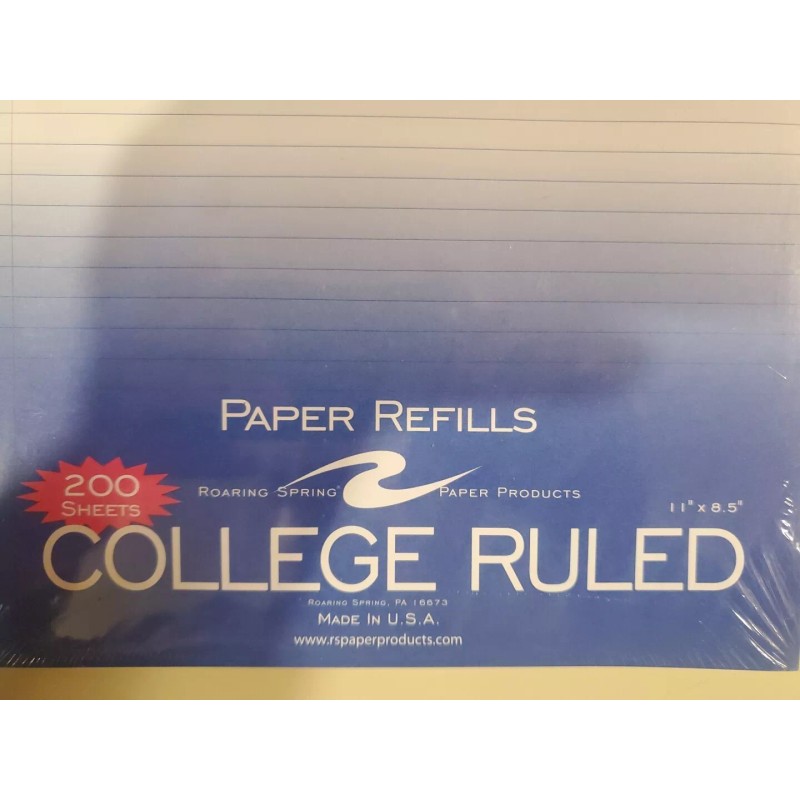 PAPER REFILLS
200
SHEETS
ROARING SPRING® PAPER PRODUCTS
11" x 8.5"
COLLEGE RULED
ROARING SPRING, PA 16673
MADE IN U.S.A.
www.rspaperproducts.com